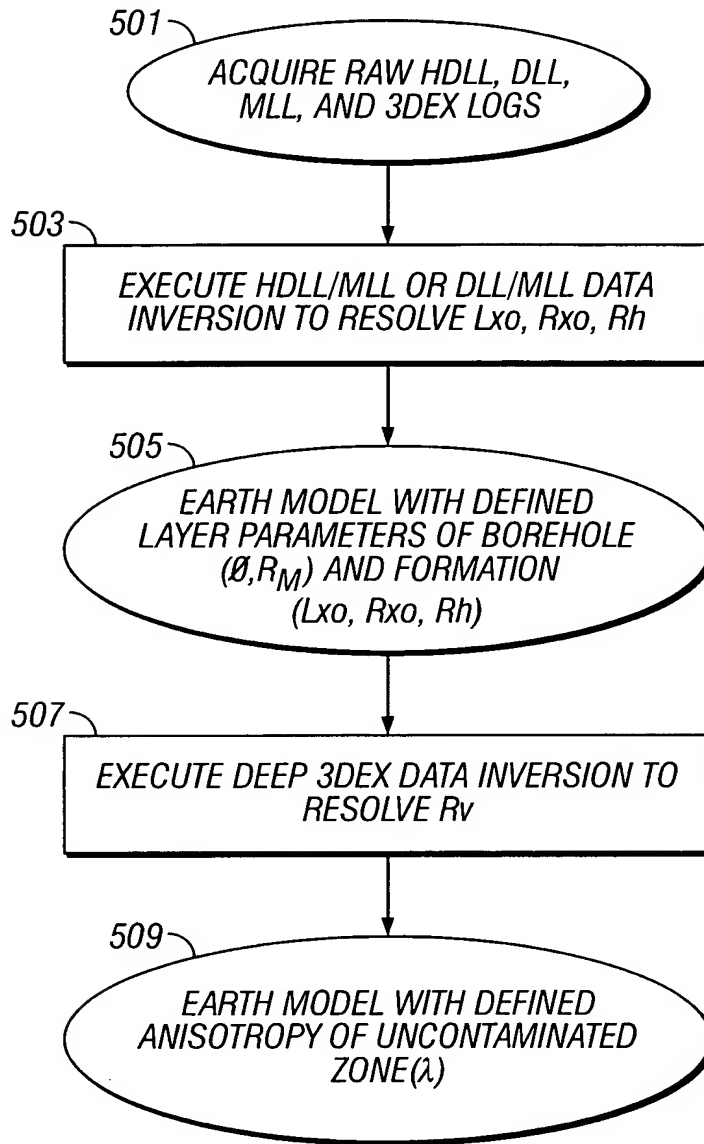 501
ACQUIRE RAW HDLL, DLL,
MLL, AND 3DEX LOGS
503
EXECUTE HDLL/MLL OR DLL/MLL DATA
INVERSION TO RESOLVE Lxo, Rxo, Rh
505
EARTH MODEL WITH DEFINED
LAYER PARAMETERS OF BOREHOLE
(Ø,RM) AND FORMATION
(Lxo, Rxo, Rh)
507
EXECUTE DEEP 3DEX DATA INVERSION TO
RESOLVE Rv
509
EARTH MODEL WITH DEFINED
ANISOTROPY OF UNCONTAMINATED
ZONE(λ)